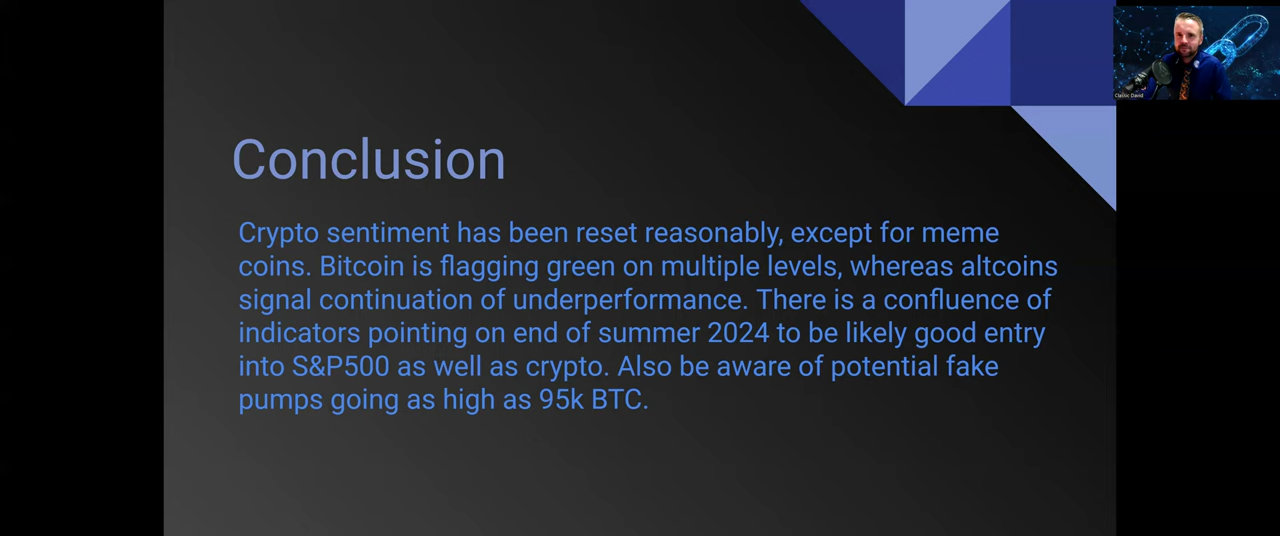 Conclusion
Crypto sentiment has been reset reasonably, except for meme
coins. Bitcoin is flagging green on multiple levels, whereas altcoins
signal continuation of underperformance. There is a confluence of
indicators pointing on end of summer 2024 to be likely good entry
into S&P500 as well as crypto. Also be aware of potential fake
pumps going as high as 95k BTC.
Classic David